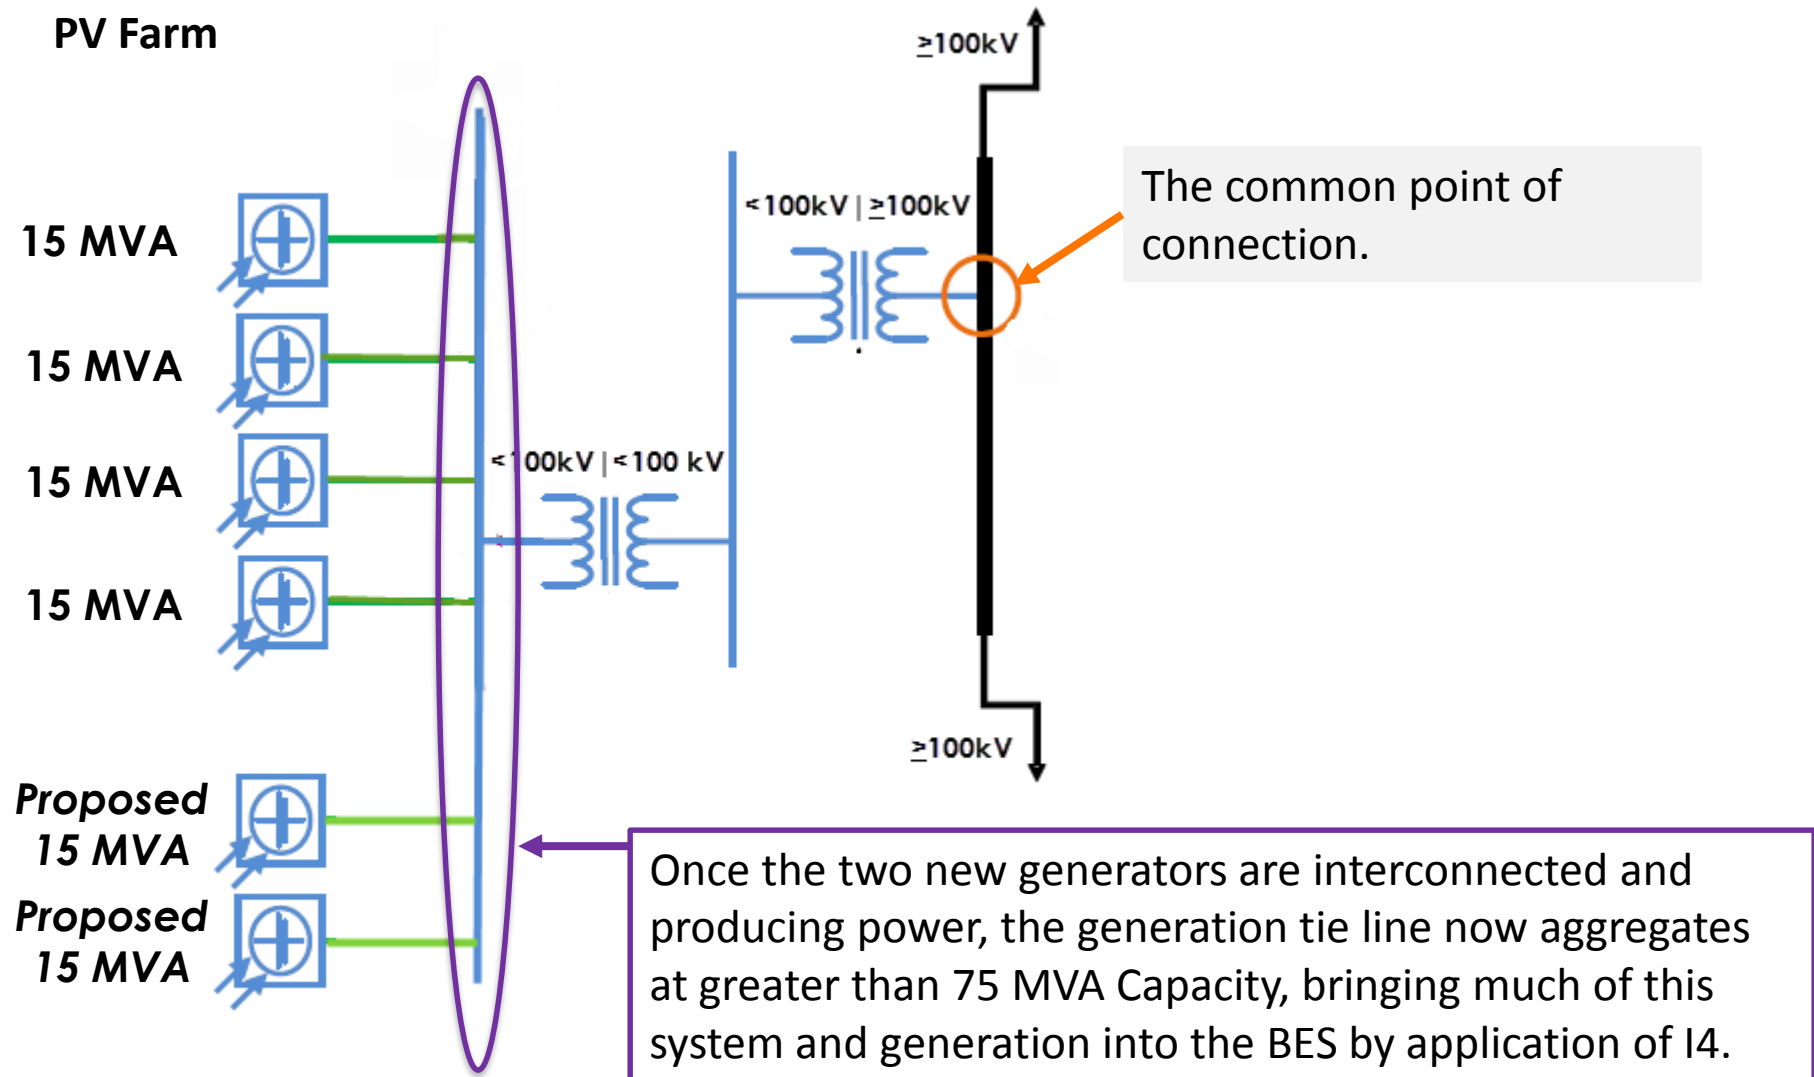 PV Farm
≥100kV
The common point of
connection.
<100kV | ≥100kV
15 MVA
15 MVA
<100kV | <100 kV
15 MVA
15 MVA
≥100kV
Proposed
15 MVA
Proposed
15 MVA
Once the two new generators are interconnected and
producing power, the generation tie line now aggregates
at greater than 75 MVA Capacity, bringing much of this
system and generation into the BES by application of I4.